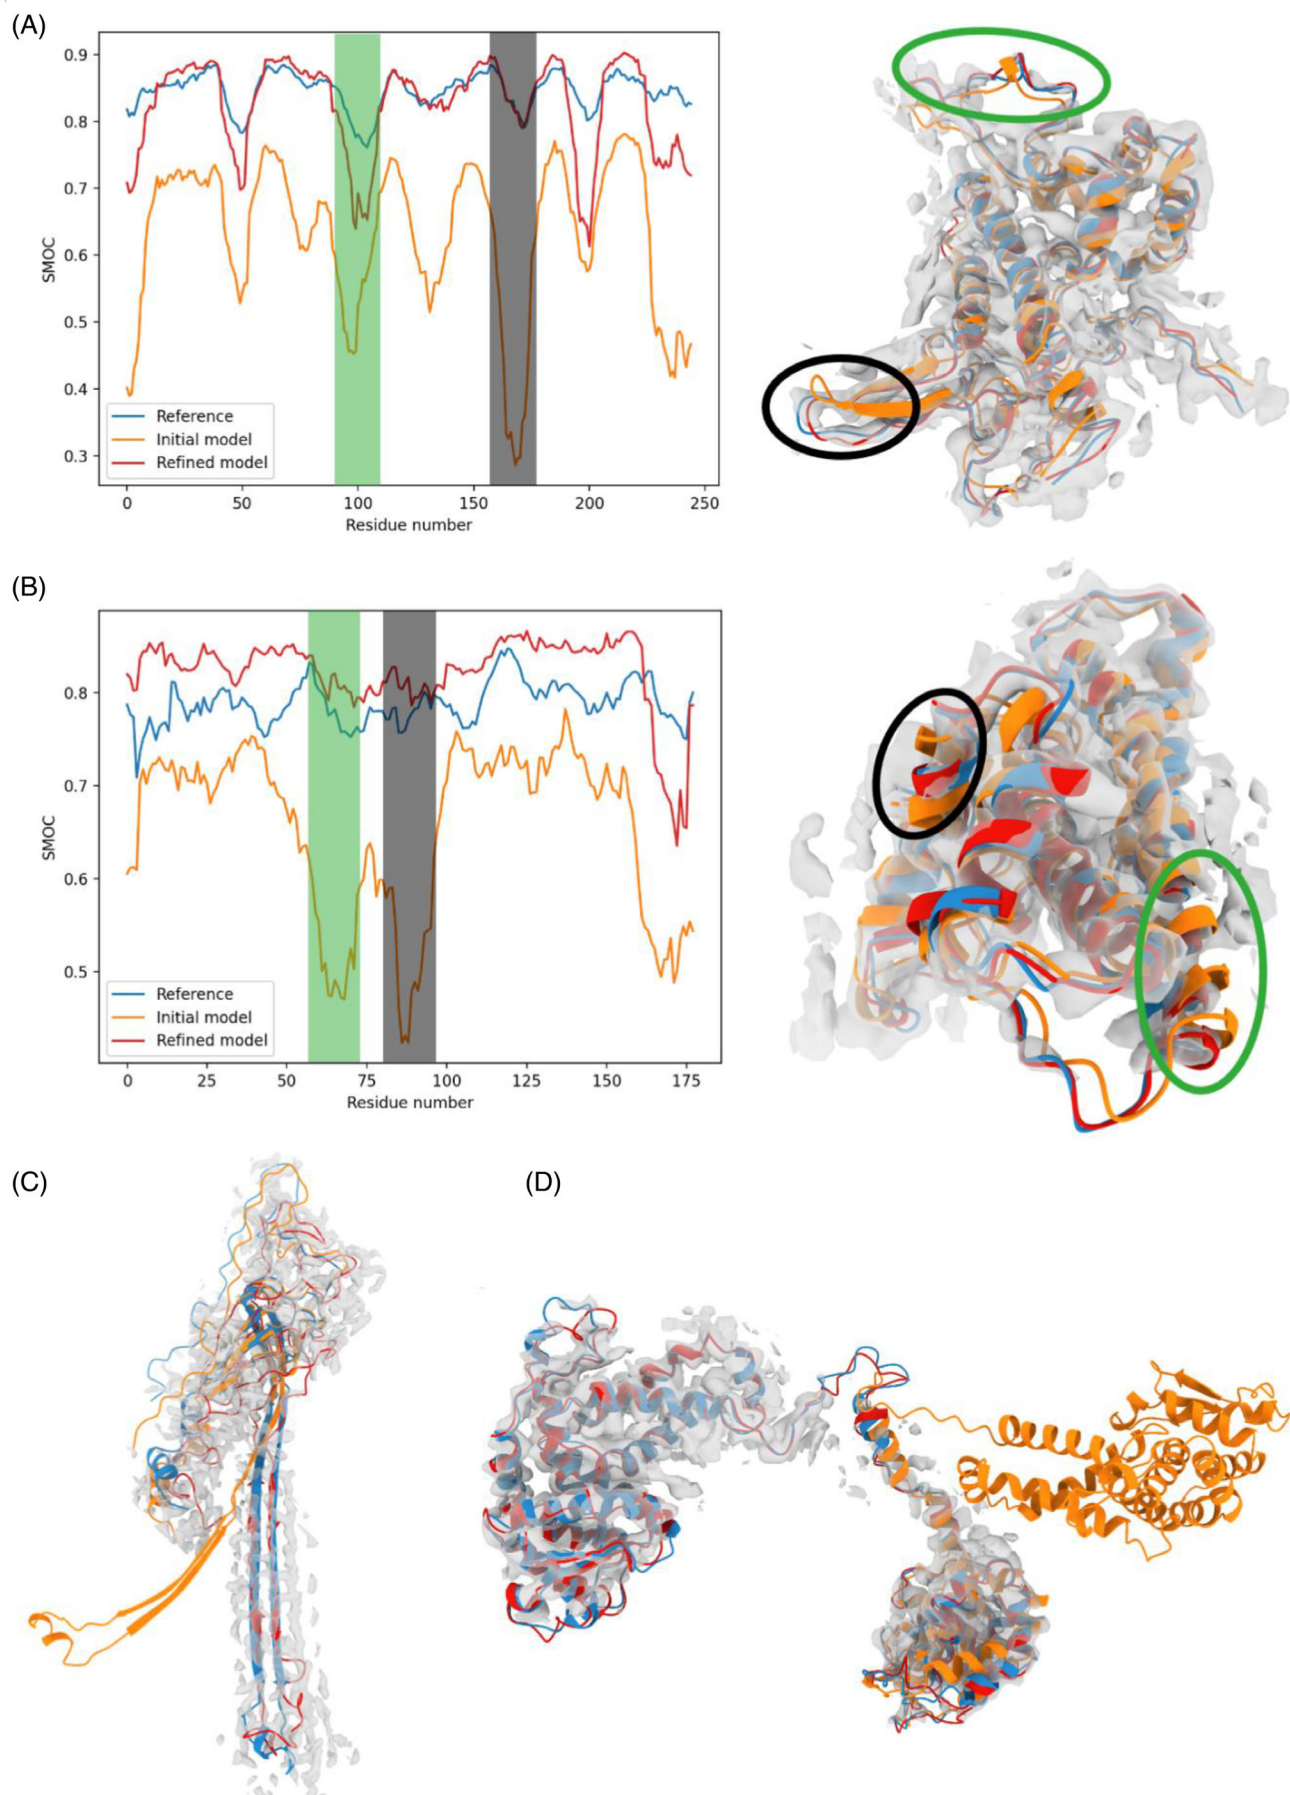 (A)
0.9
0.8
0.7
0.6
0.5
0.4
0.3
SMOC
Reference
Initial model
Refined model
0 50 100 150 200 250
Residue number
(B)
0.8
0.7
0.6
0.5
SMOC
Reference
Initial model
Refined model
0 25 50 75 100 125 150 175
Residue number
(C) (D)